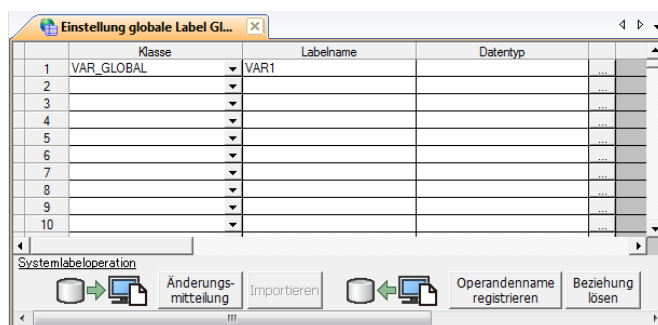 Einstellung globale Label Gl...
Klasse Labelname Datentyp
1 VAR_GLOBAL VAR1 ...
2 ...
3 ...
4 ...
5 ...
6 ...
7 ...
8 ...
9 ...
10 ...
Systemlabeloperation
Änderungs-
mitteilung
Importieren
Operandenname
registrieren
Beziehung
lösen